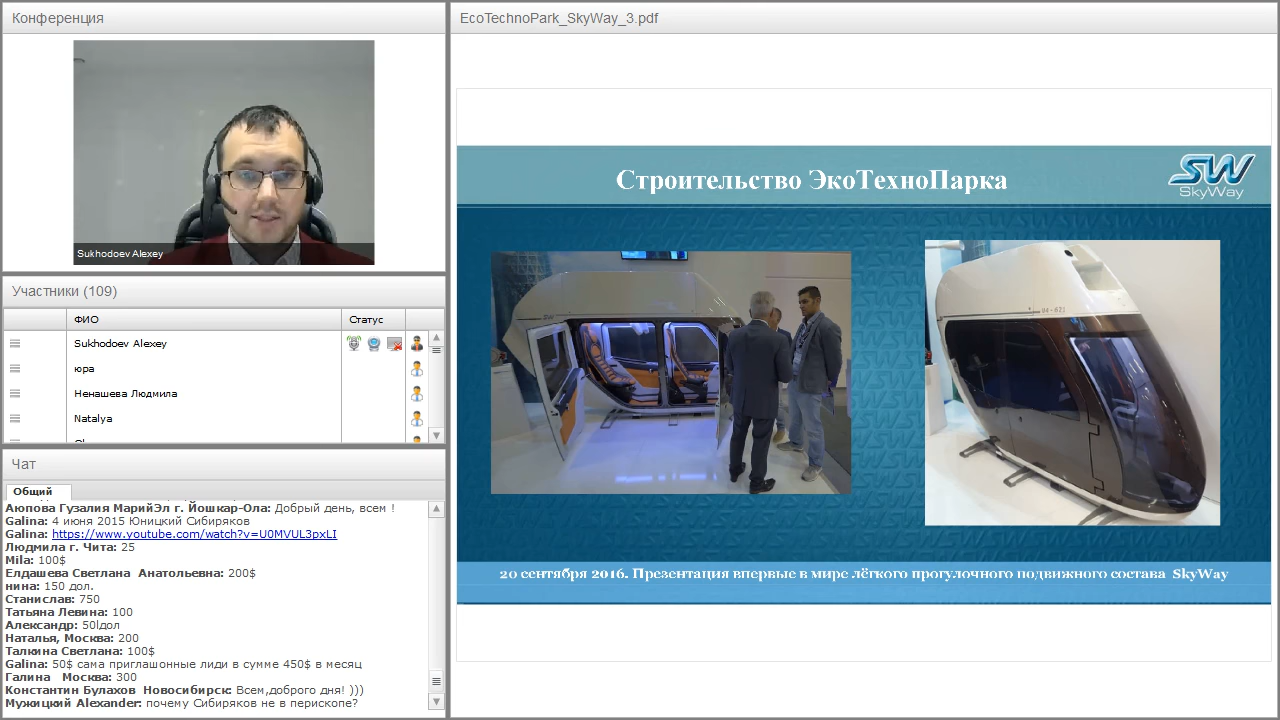 Конференция
Sukhodoev Alexey
Участники (109)
ФИО
Статус
Sukhodoev Alexey
юра
Ненашева Людмила
Natalya
Чат
Общий
Аюпова Гузалия МарийЭл г. Йошкар-Ола: Добрый день, всем !
Galina: 4 июня 2015 Юницкий Сибиряков
Galina: https://www.youtube.com/watch?v=U0MVUL3pxLI
Людмила г. Чита: 25
Mila: 100$
Елдашева Светлана Анатольевна: 200$
нина: 150 дол.
Станислав: 750
Татьяна Левина: 100
Александр: 50lдол
Наталья, Москва: 200
Талкина Светлана: 100$
Galina: 50$ сама приглашонные лиди в сумме 450$ в месяц
Галина Москва: 300
Константин Булахов Новосибирск: Всем,доброго дня! )))
Мужицкий Alexander: почему Сибиряков не в перископе?
EcoTechnoPark_SkyWay_3.pdf
Строительство ЭкоТехноПарка
SW
SkyWay
20 сентября 2016. Презентация впервые в мире лёгкого прогулочного подвижного состава SkyWay